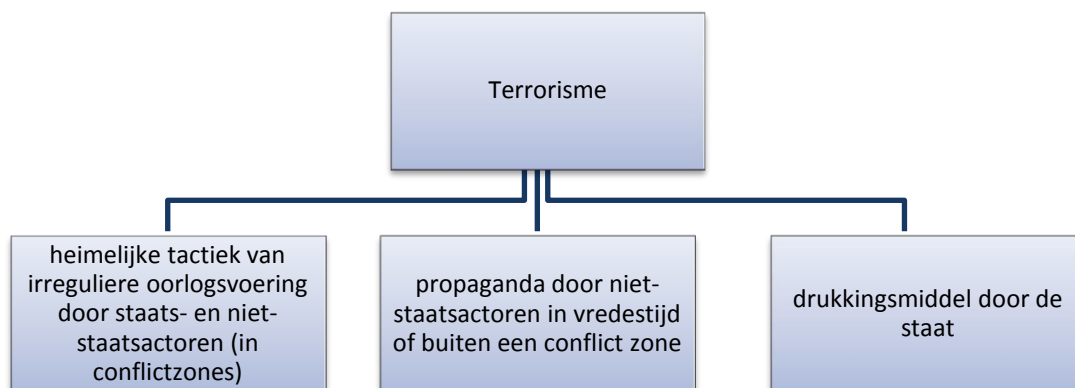 Terrorisme
heimelijke tactiek van
irreguliere oorlogsvoering
door staats- en niet-
staatsactoren (in
conflictzones)
propaganda door niet-
staatsactoren in vredestijd
of buiten een conflict zone
drukkingsmiddel door de
staat